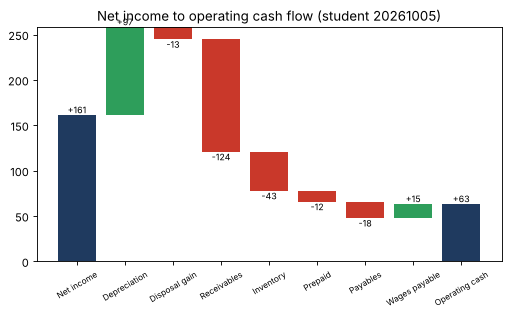 Net income to operating cash flow (student 20261005)
+97
-13
+161
-124
-43
-12
-18
+15
+63
250
200
150
100
50
0
Net income
Depreciation
Disposal gain
Receivables
Inventory
Prepaid
Payables
Wages payable
Operating cash